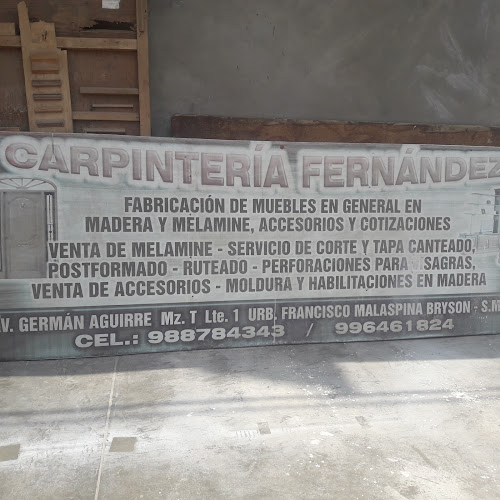 CARPINTERÍA FERNÁNDEZ
FABRICACIÓN DE MUEBLES EN GENERAL EN
MADERA Y MELAMINE, ACCESORIOS Y COTIZACIONES
VENTA DE MELAMINE - SERVICIO DE CORTE Y TAPA CANTEADO,
POSTFORMADO - RUTEADO - PERFORACIONES PARA SAGRAS,
VENTA DE ACCESORIOS - MOLDURA Y HABILITACIONES EN MADERA
AV. GERMÁN AGUIRRE Mz. T Lte. 1 URB. FRANCISCO MALASPINA BRYSON - S.M
CEL.: 988784343 / 996461824